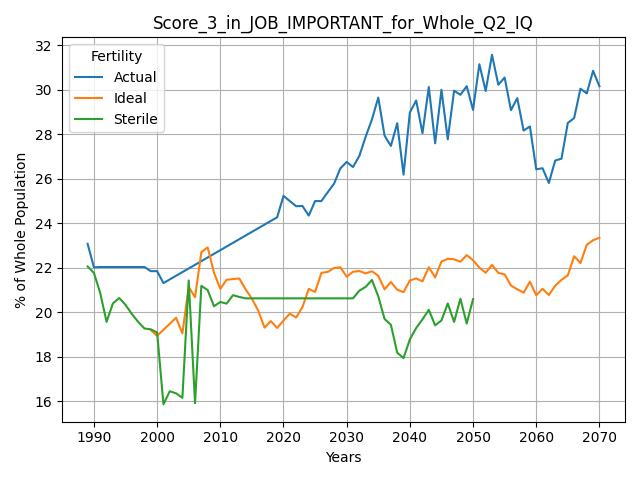 Score_3_in_JOB_IMPORTANT_for_Whole_Q2_IQ
Fertility
Actual
Ideal
Sterile
% of Whole Population
32
30
28
26
24
22
20
18
16
1990 2000 2010 2020 2030 2040 2050 2060 2070
Years